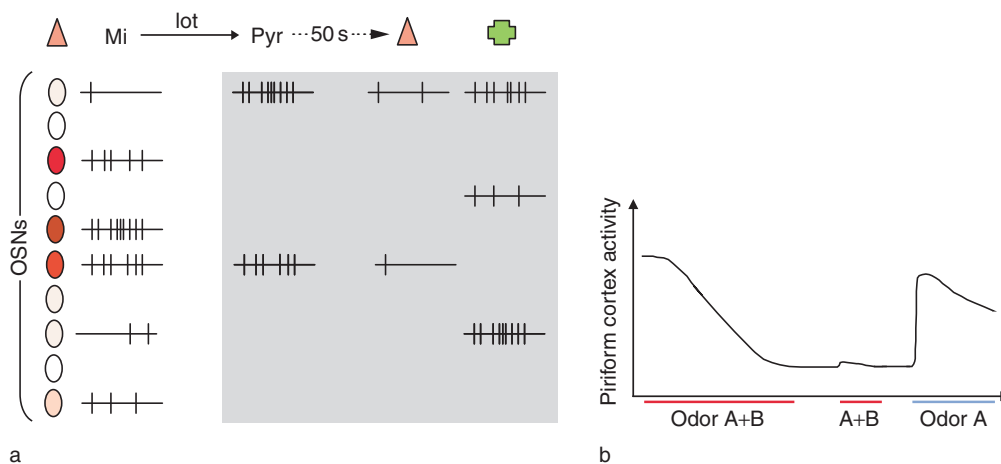 Mi lot Pyr 50 s
OSNs
a
Piriform cortex activity
Odor A+B A+B Odor A
b